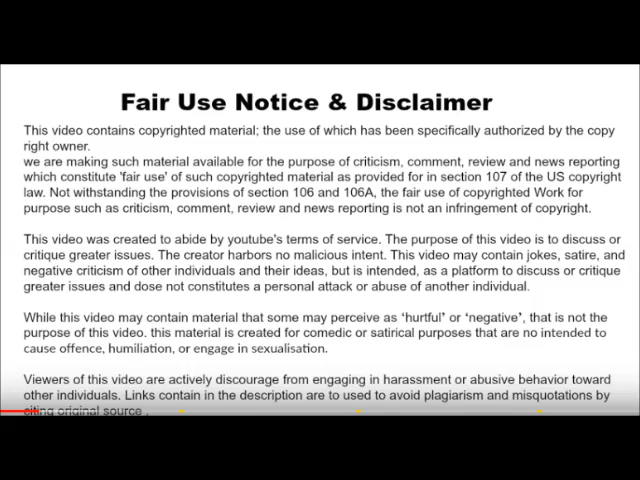 Fair Use Notice & Disclaimer
This video contains copyrighted material; the use of which has been specifically authorized by the copy
right owner.
we are making such material available for the purpose of criticism, comment, review and news reporting
which constitute 'fair use' of such copyrighted material as provided for in section 107 of the US copyright
law. Not withstanding the provisions of section 106 and 106A, the fair use of copyrighted Work for
purpose such as criticism, comment, review and news reporting is not an infringement of copyright.
This video was created to abide by youtube's terms of service. The purpose of this video is to discuss or
critique greater issues. The creator harbors no malicious intent. This video may contain jokes, satire, and
negative criticism of other individuals and their ideas, but is intended, as a platform to discuss or critique
greater issues and dose not constitutes a personal attack or abuse of another individual.
While this video may contain material that some may perceive as ‘hurtful’ or ‘negative’, that is not the
purpose of this video. this material is created for comedic or satirical purposes that are no intended to
cause offence, humiliation, or engage in sexualisation.
Viewers of this video are actively discourage from engaging in harassment or abusive behavior toward
other individuals. Links contain in the description are to used to avoid plagiarism and misquotations by
citing original source .